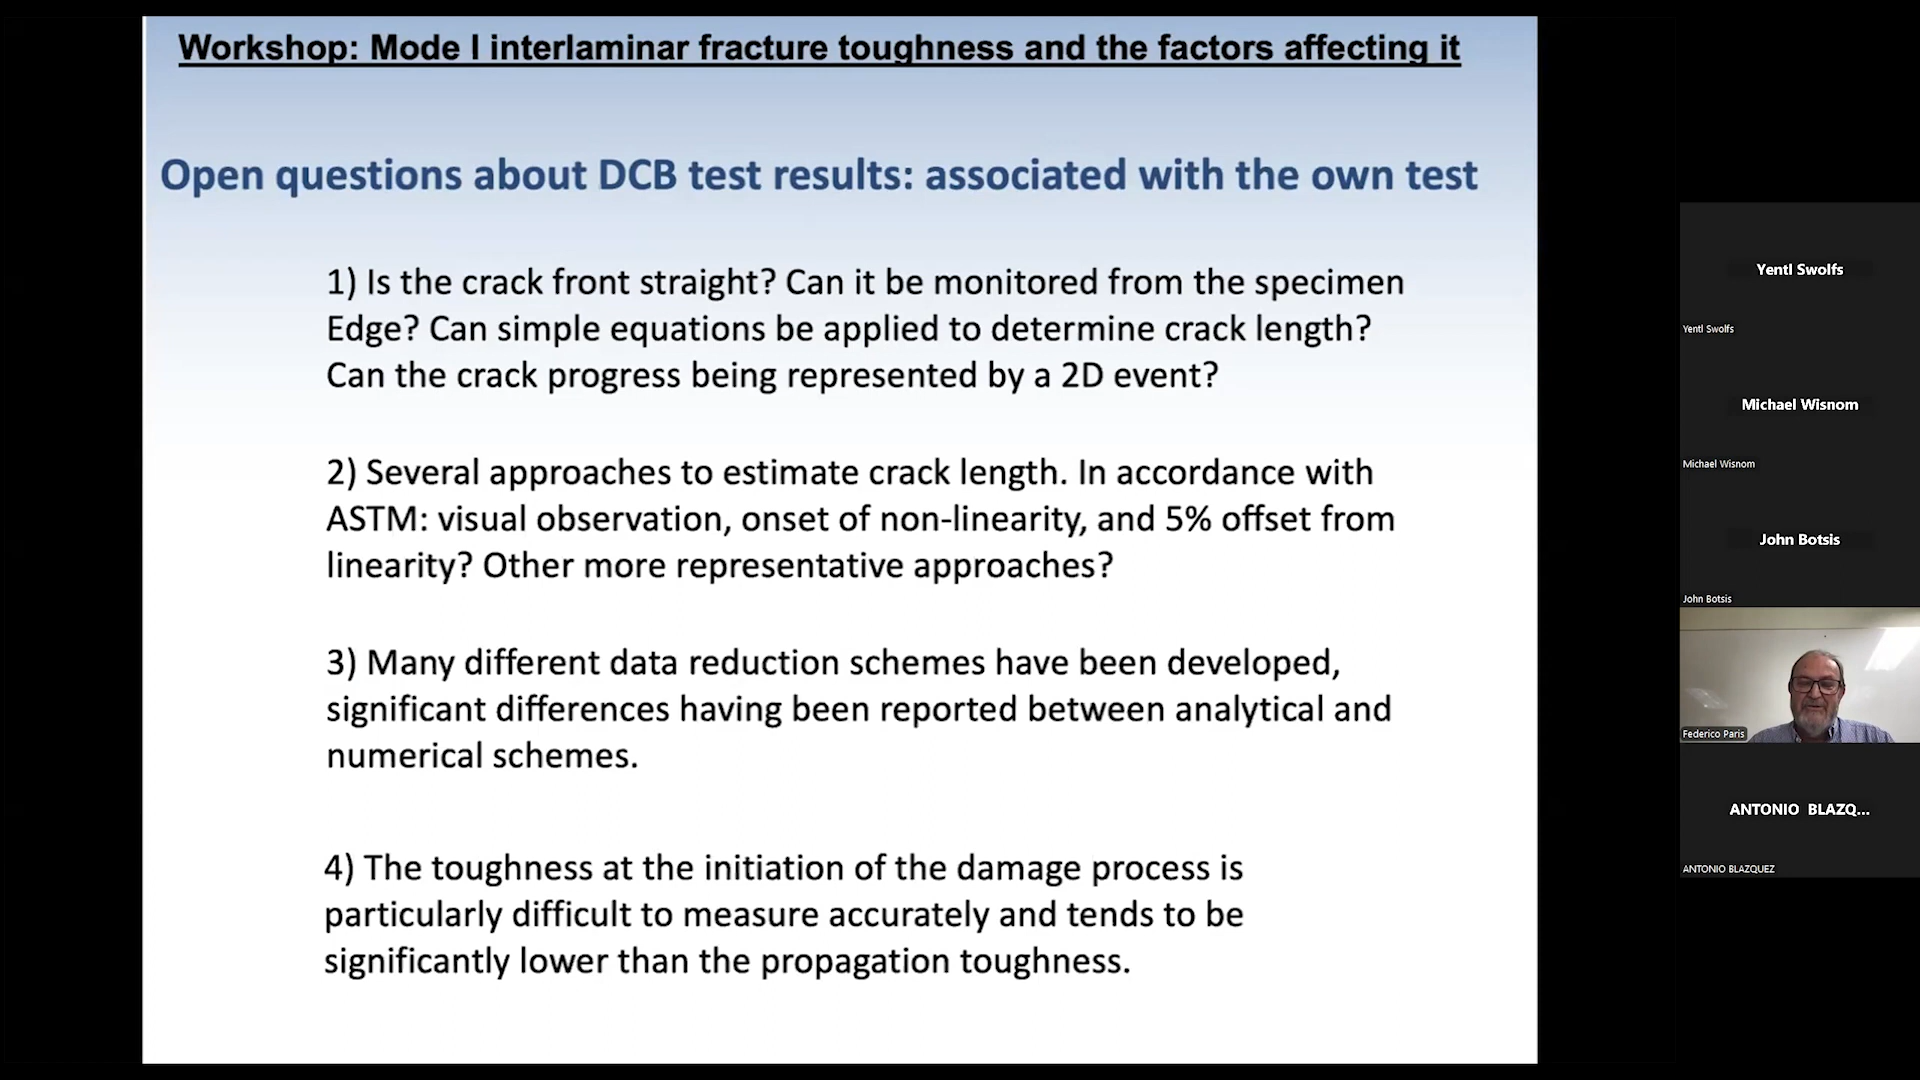 Workshop: Mode I interlaminar fracture toughness and the factors affecting it
Open questions about DCB test results: associated with the own test
1) Is the crack front straight? Can it be monitored from the specimen
Edge? Can simple equations be applied to determine crack length?
Can the crack progress being represented by a 2D event?
2) Several approaches to estimate crack length. In accordance with
ASTM: visual observation, onset of non-linearity, and 5% offset from
linearity? Other more representative approaches?
3) Many different data reduction schemes have been developed,
significant differences having been reported between analytical and
numerical schemes.
4) The toughness at the initiation of the damage process is
particularly difficult to measure accurately and tends to be
significantly lower than the propagation toughness.
Yentl Swolfs
Yentl Swolfs
Michael Wisnom
Michael Wisnom
John Botsis
John Botsis
Federico Paris
ANTONIO BLAZQ...
ANTONIO BLAZQUEZ